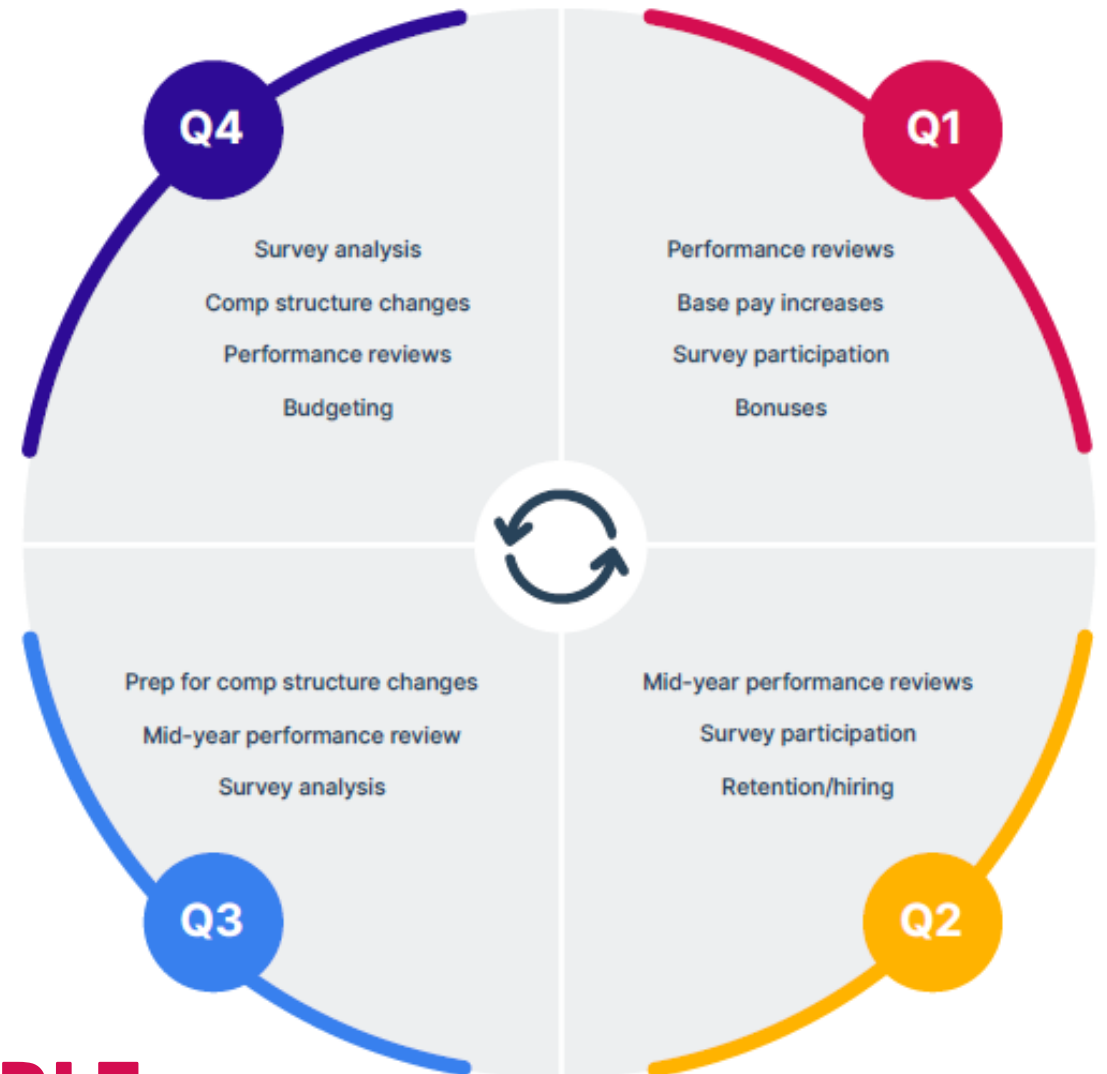 Q4
Survey analysis
Comp structure changes
Performance reviews
Budgeting
Q1
Performance reviews
Base pay increases
Survey participation
Bonuses
Prep for comp structure changes
Mid-year performance review
Survey analysis
Q3
Mid-year performance reviews
Survey participation
Retention/hiring
Q2